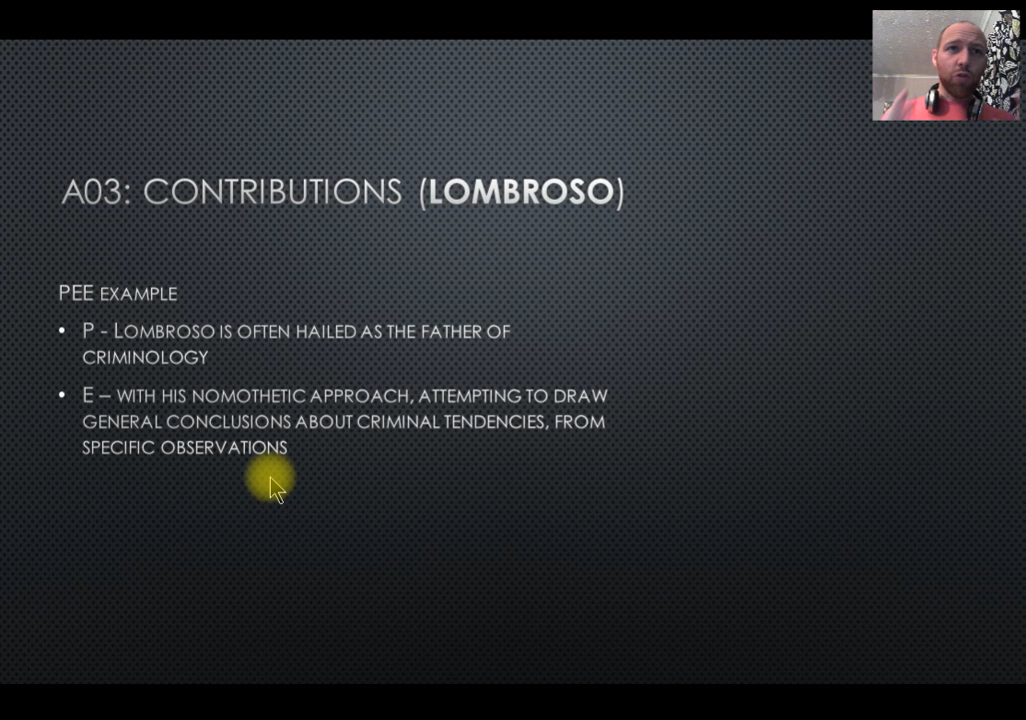 A03: CONTRIBUTIONS (LOMBROSO)
PEE EXAMPLE
• P - LOMBROSO IS OFTEN HAILED AS THE FATHER OF
CRIMINOLOGY
• E – WITH HIS NOMOTHETIC APPROACH, ATTEMPTING TO DRAW
GENERAL CONCLUSIONS ABOUT CRIMINAL TENDENCIES, FROM
SPECIFIC OBSERVATIONS